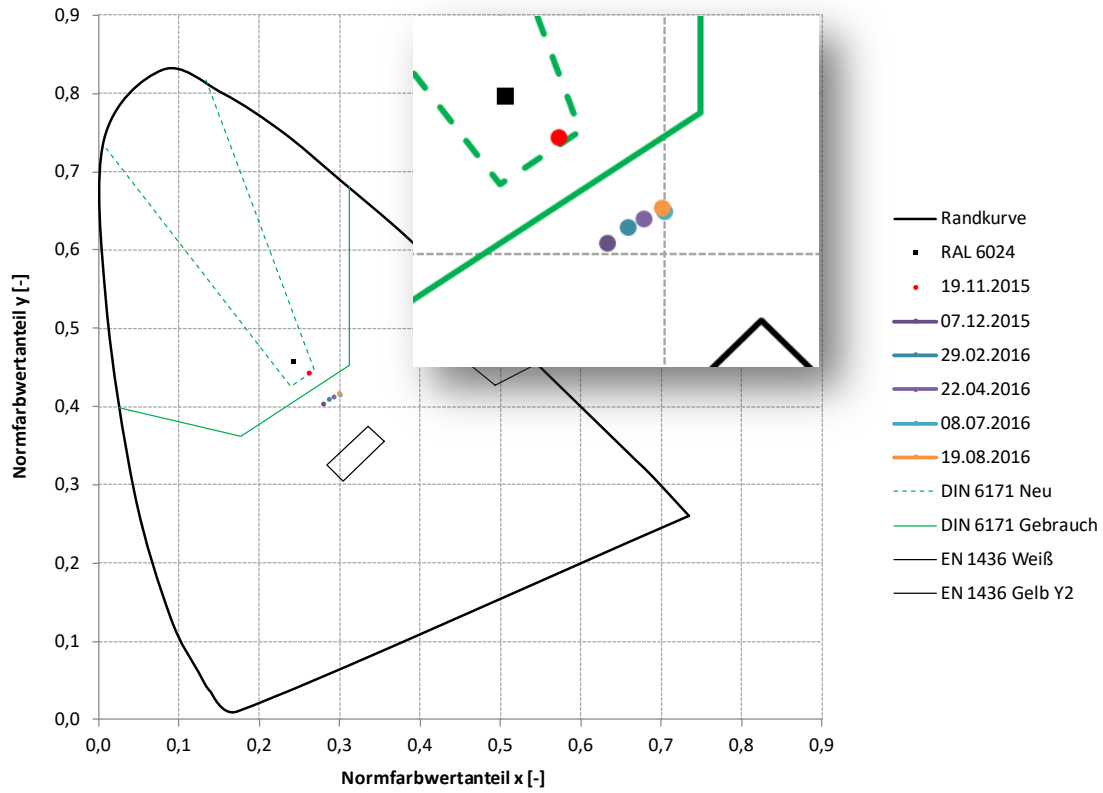 0,9
0,8
0,7
0,6
0,5
0,4
0,3
0,2
0,1
0,0
Normfarbwertanteil y [-]
0,0 0,1 0,2 0,3 0,4 0,5 0,6 0,7 0,8 0,9
Normfarbwertanteil x [-]
Randkurve
RAL 6024
19.11.2015
07.12.2015
29.02.2016
22.04.2016
08.07.2016
19.08.2016
DIN 6171 Neu
DIN 6171 Gebrauch
EN 1436 Weiß
EN 1436 Gelb Y2